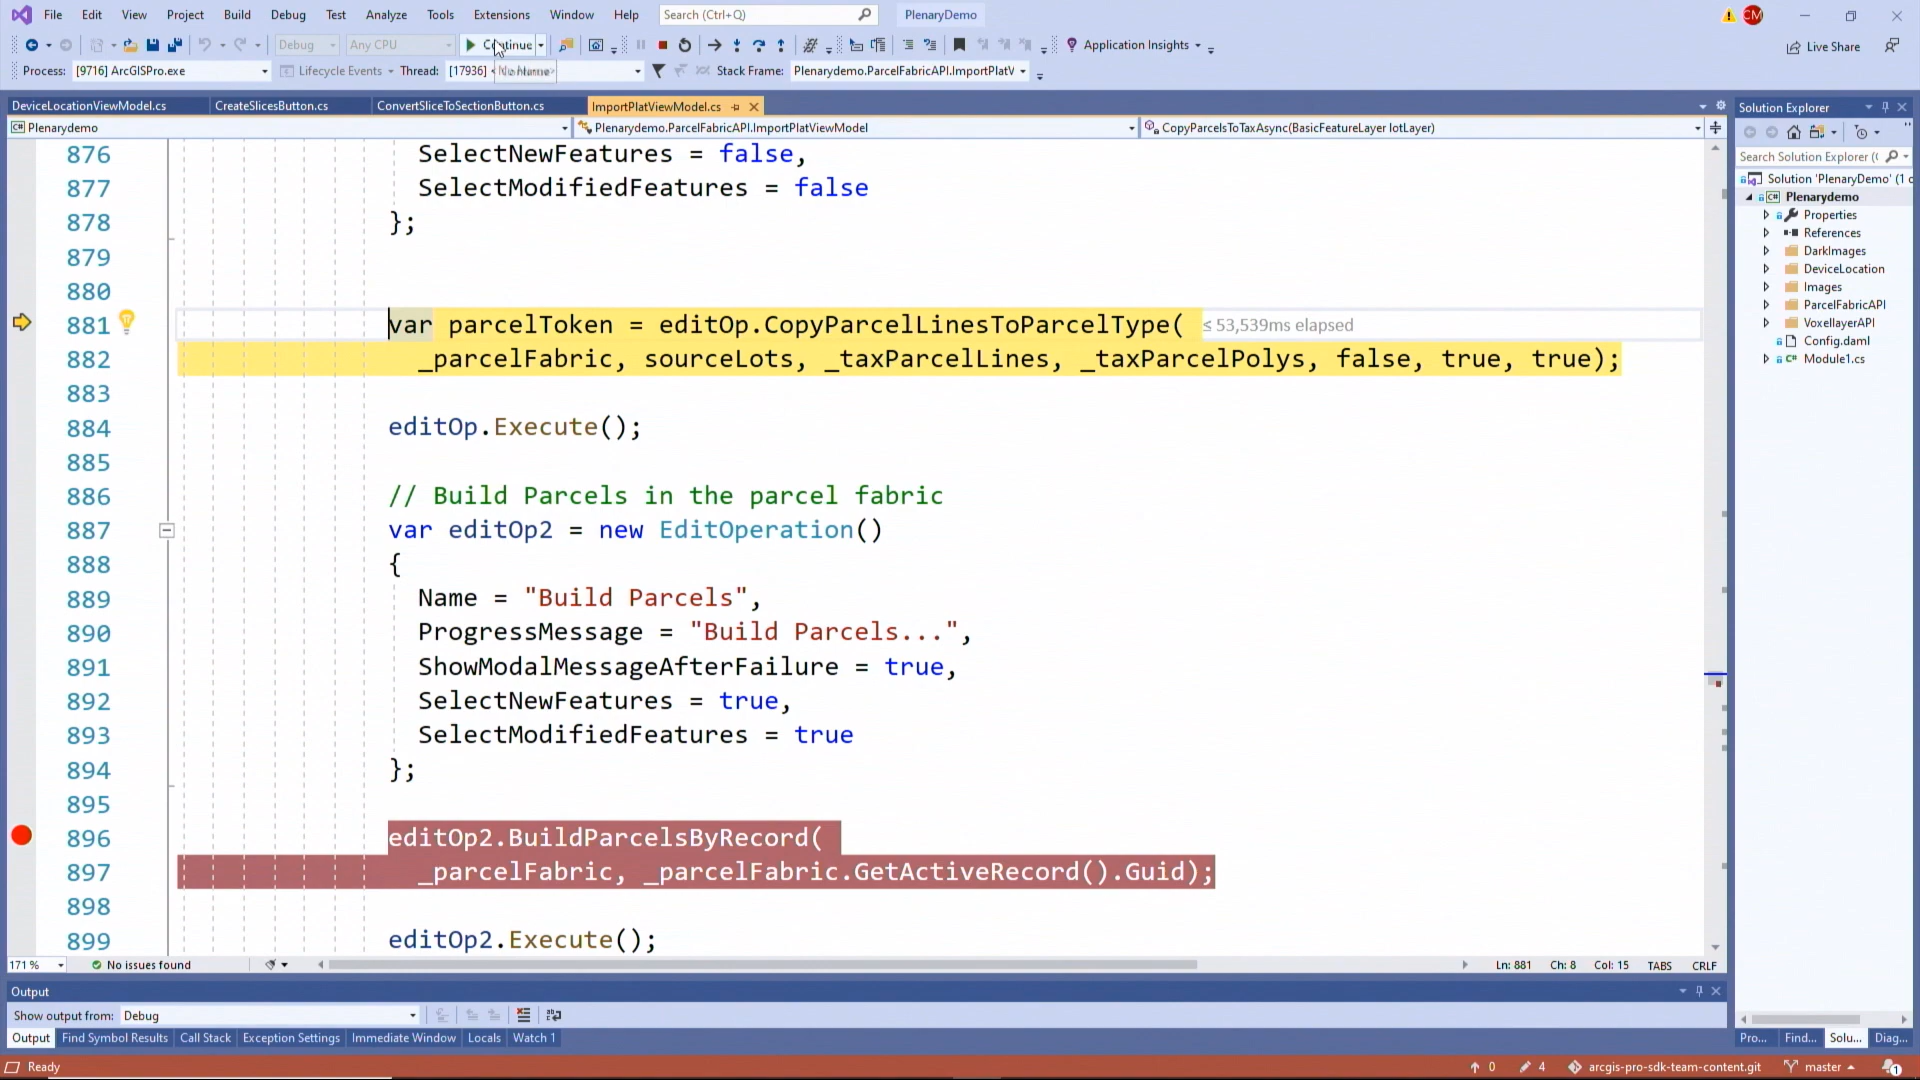 File Edit View Project Build Debug Test Analyze Tools Extensions Window Help Search (Ctrl+Q) PlenaryDemo CM
Debug Any CPU Continue Application Insights Live Share
Process: [9716] ArcGISPro.exe Lifecycle Events Thread: [17936] <No Name> Stack Frame: Plenarydemo.ParcelFabricAPI.ImportPlatV
DeviceLocationViewModel.cs CreateSlicesButton.cs ConvertSliceToSectionButton.cs ImportPlatViewModel.cs
Plenarydemo Plenarydemo.ParcelFabricAPI.ImportPlatViewModel CopyParcelsToTaxAsync(BasicFeatureLayer lotLayer)
876 SelectNewFeatures = false,
877 SelectModifiedFeatures = false
878 };
879
880
881 var parcelToken = editOp.CopyParcelLinesToParcelType( ≤ 53,539ms elapsed
882 _parcelFabric, sourceLots, _taxParcelLines, _taxParcelPolys, false, true, true);
883
884 editOp.Execute();
885
886 // Build Parcels in the parcel fabric
887 var editOp2 = new EditOperation()
888 {
889 Name = "Build Parcels",
890 ProgressMessage = "Build Parcels...",
891 ShowModalMessageAfterFailure = true,
892 SelectNewFeatures = true,
893 SelectModifiedFeatures = true
894 };
895
896 editOp2.BuildParcelsByRecord(
897 _parcelFabric, _parcelFabric.GetActiveRecord().Guid);
898
899 editOp2.Execute();
171 % No issues found Ln: 881 Ch: 8 Col: 15 TABS CRLF
Output
Show output from: Debug
Output Find Symbol Results Call Stack Exception Settings Immediate Window Locals Watch 1
Solution Explorer
Search Solution Explorer (
Solution 'PlenaryDemo' (1 c
Plenarydemo
Properties
References
DarkImages
DeviceLocation
Images
ParcelFabricAPI
VoxellayerAPI
Config.daml
Module1.cs
Pro... Find... Solu... Diag...
Ready 0 4 arcgis-pro-sdk-team-content.git master 1